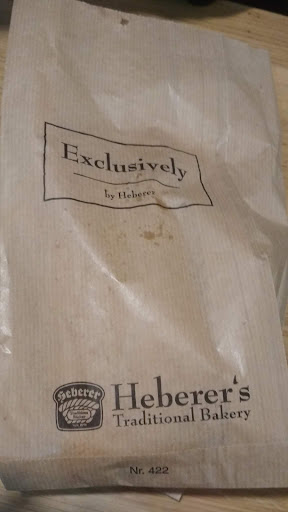 Exclusively
by Heberer
Heberer
Heberer's
Traditional Bakery
Nr. 422